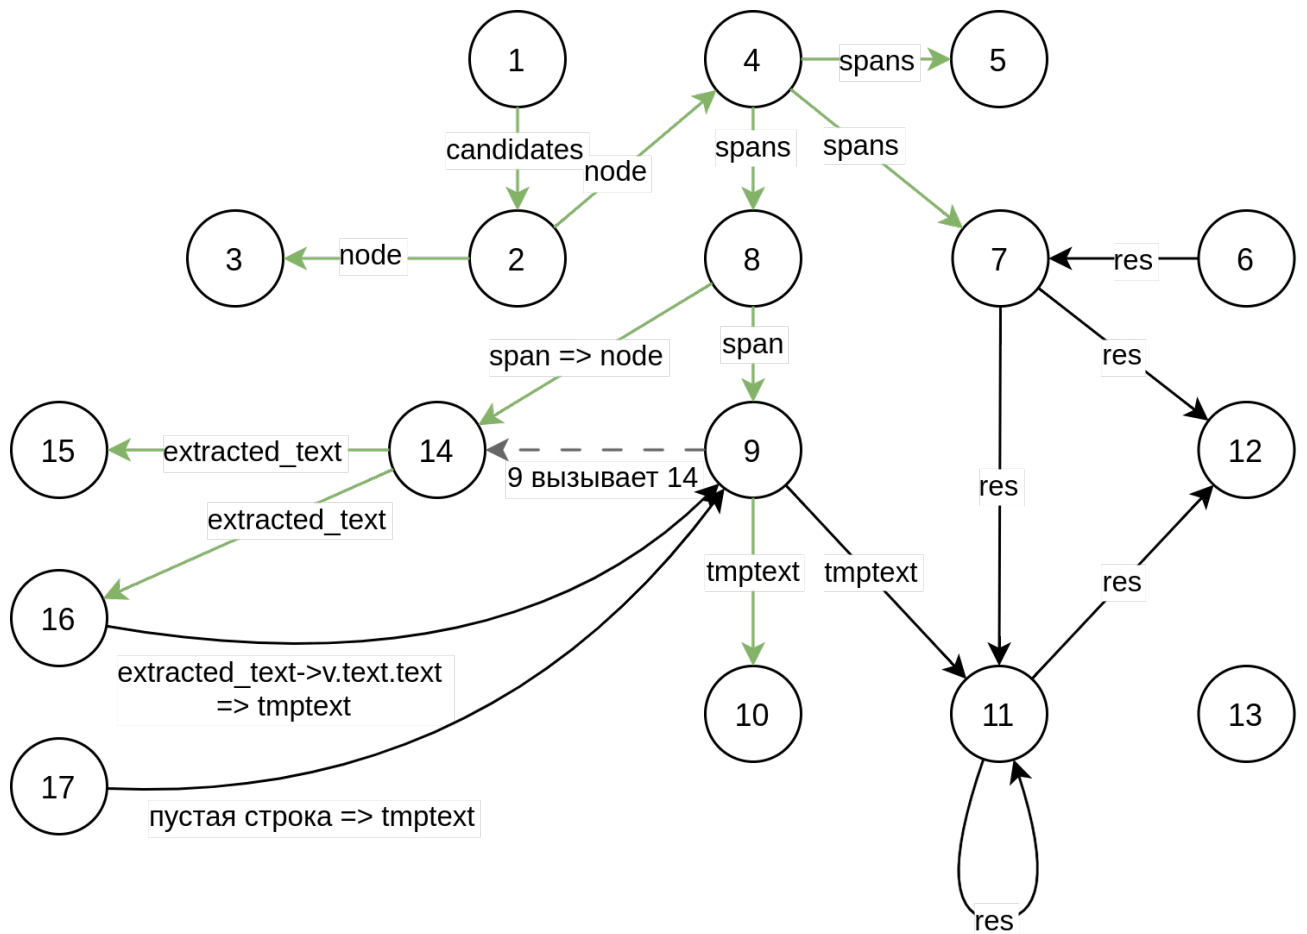 1
4
spans
5
candidates
node
spans
spans
3
node
2
8
7
res
6
span => node
span
res
15
extracted_text
14
9 вызывает 14
9
12
extracted_text
res
16
tmptext
tmptext
res
extracted_text->v.text.text
=> tmptext
10
11
13
17
пустая строка => tmptext
res